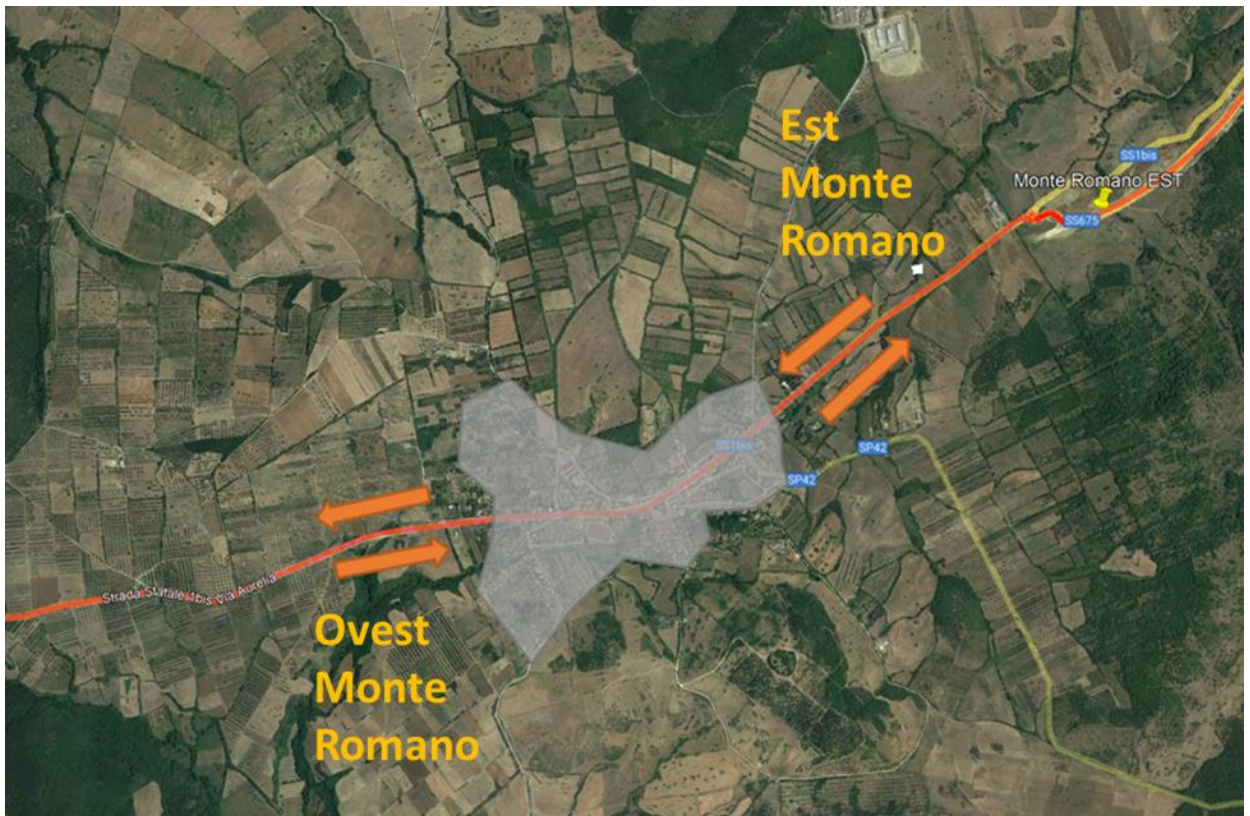 Est
Monte
Romano
SS1bis
Monte Romano EST
SS675
SS1bis
SP42
SP42
Strada Statale 1bis Via Aurelia
Ovest
Monte
Romano